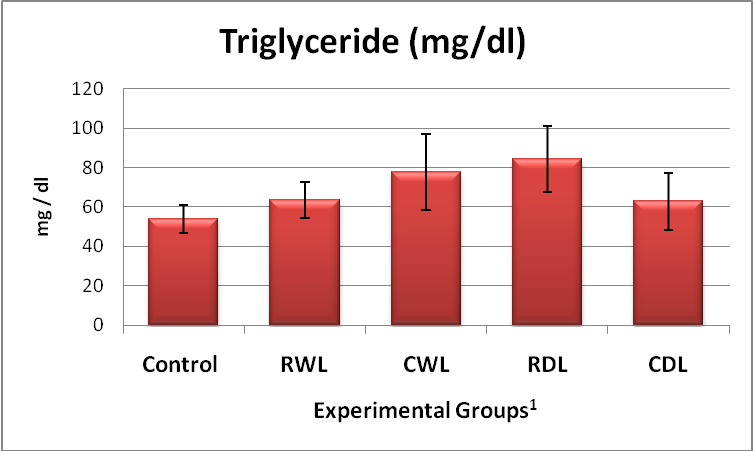 Triglyceride (mg/dl)
120
100
80
60
40
20
0
mg / dl
Control RWL CWL RDL CDL
Experimental Groups¹